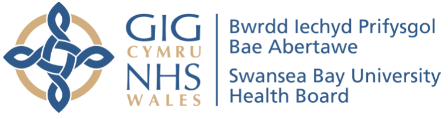 GIG
CYMRU
NHS
WALES
Bwrdd Iechyd Prifysgol
Bae Abertawe
Swansea Bay University
Health Board